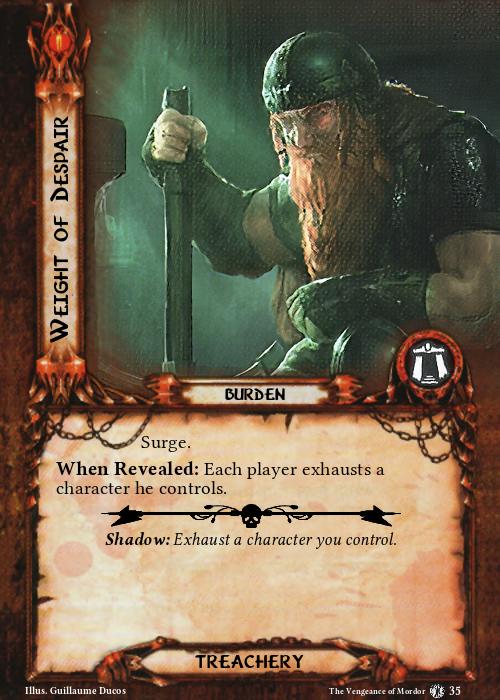 WEIGHT OF DESPAIR
BURDEN
Surge.
When Revealed: Each player exhausts a
character he controls.
Shadow: Exhaust a character you control.
TREACHERY
Illus. Guillaume Ducos
The Vengeance of Mordor 35